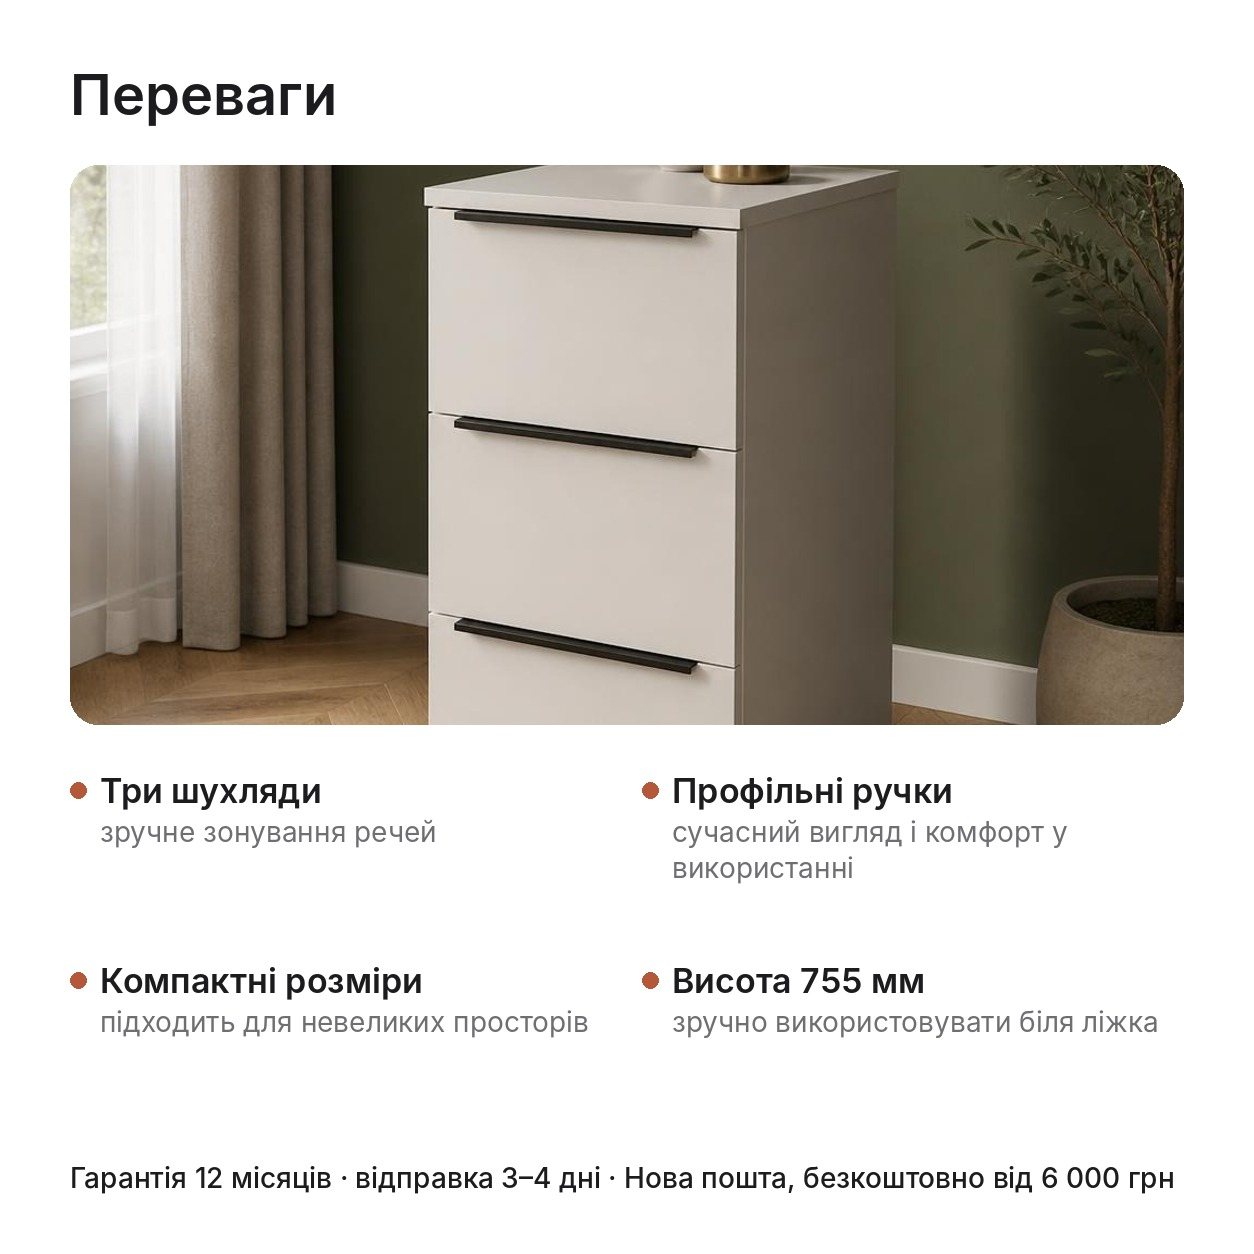 Переваги
Три шухляди
зручне зонування речей
Профільні ручки
сучасний вигляд і комфорт у
використанні
Компактні розміри
підходить для невеликих просторів
Висота 755 мм
зручно використовувати біля ліжка
Гарантія 12 місяців · відправка 3–4 дні · Нова пошта, безкоштовно від 6 000 грн